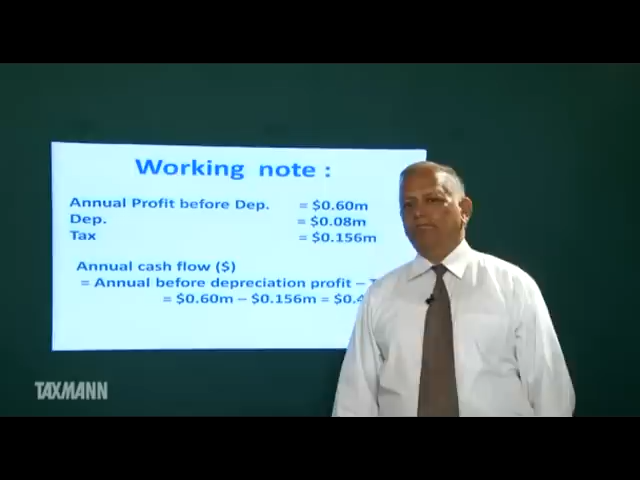 Working note :
Annual Profit before Dep. = $0.60m
Dep. = $0.08m
Tax = $0.156m
Annual cash flow ($)
= Annual before depreciation profit –
= $0.60m – $0.156m = $0.4
TAXMANN